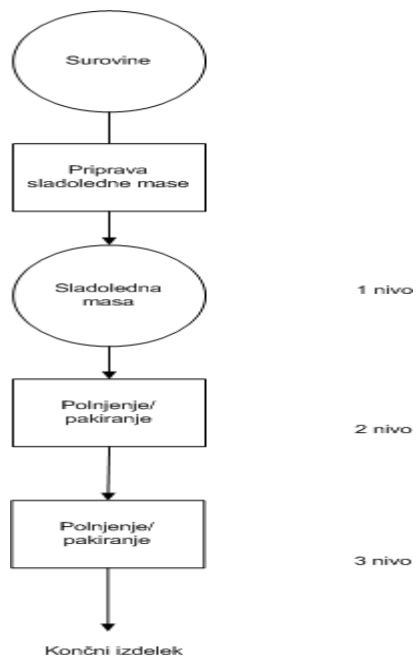 Surovine
Priprava
sladoledne mase
Sladoledna
masa
1 nivo
Polnjenje/
pakiranje
2 nivo
Polnjenje/
pakiranje
3 nivo
Končni izdelek